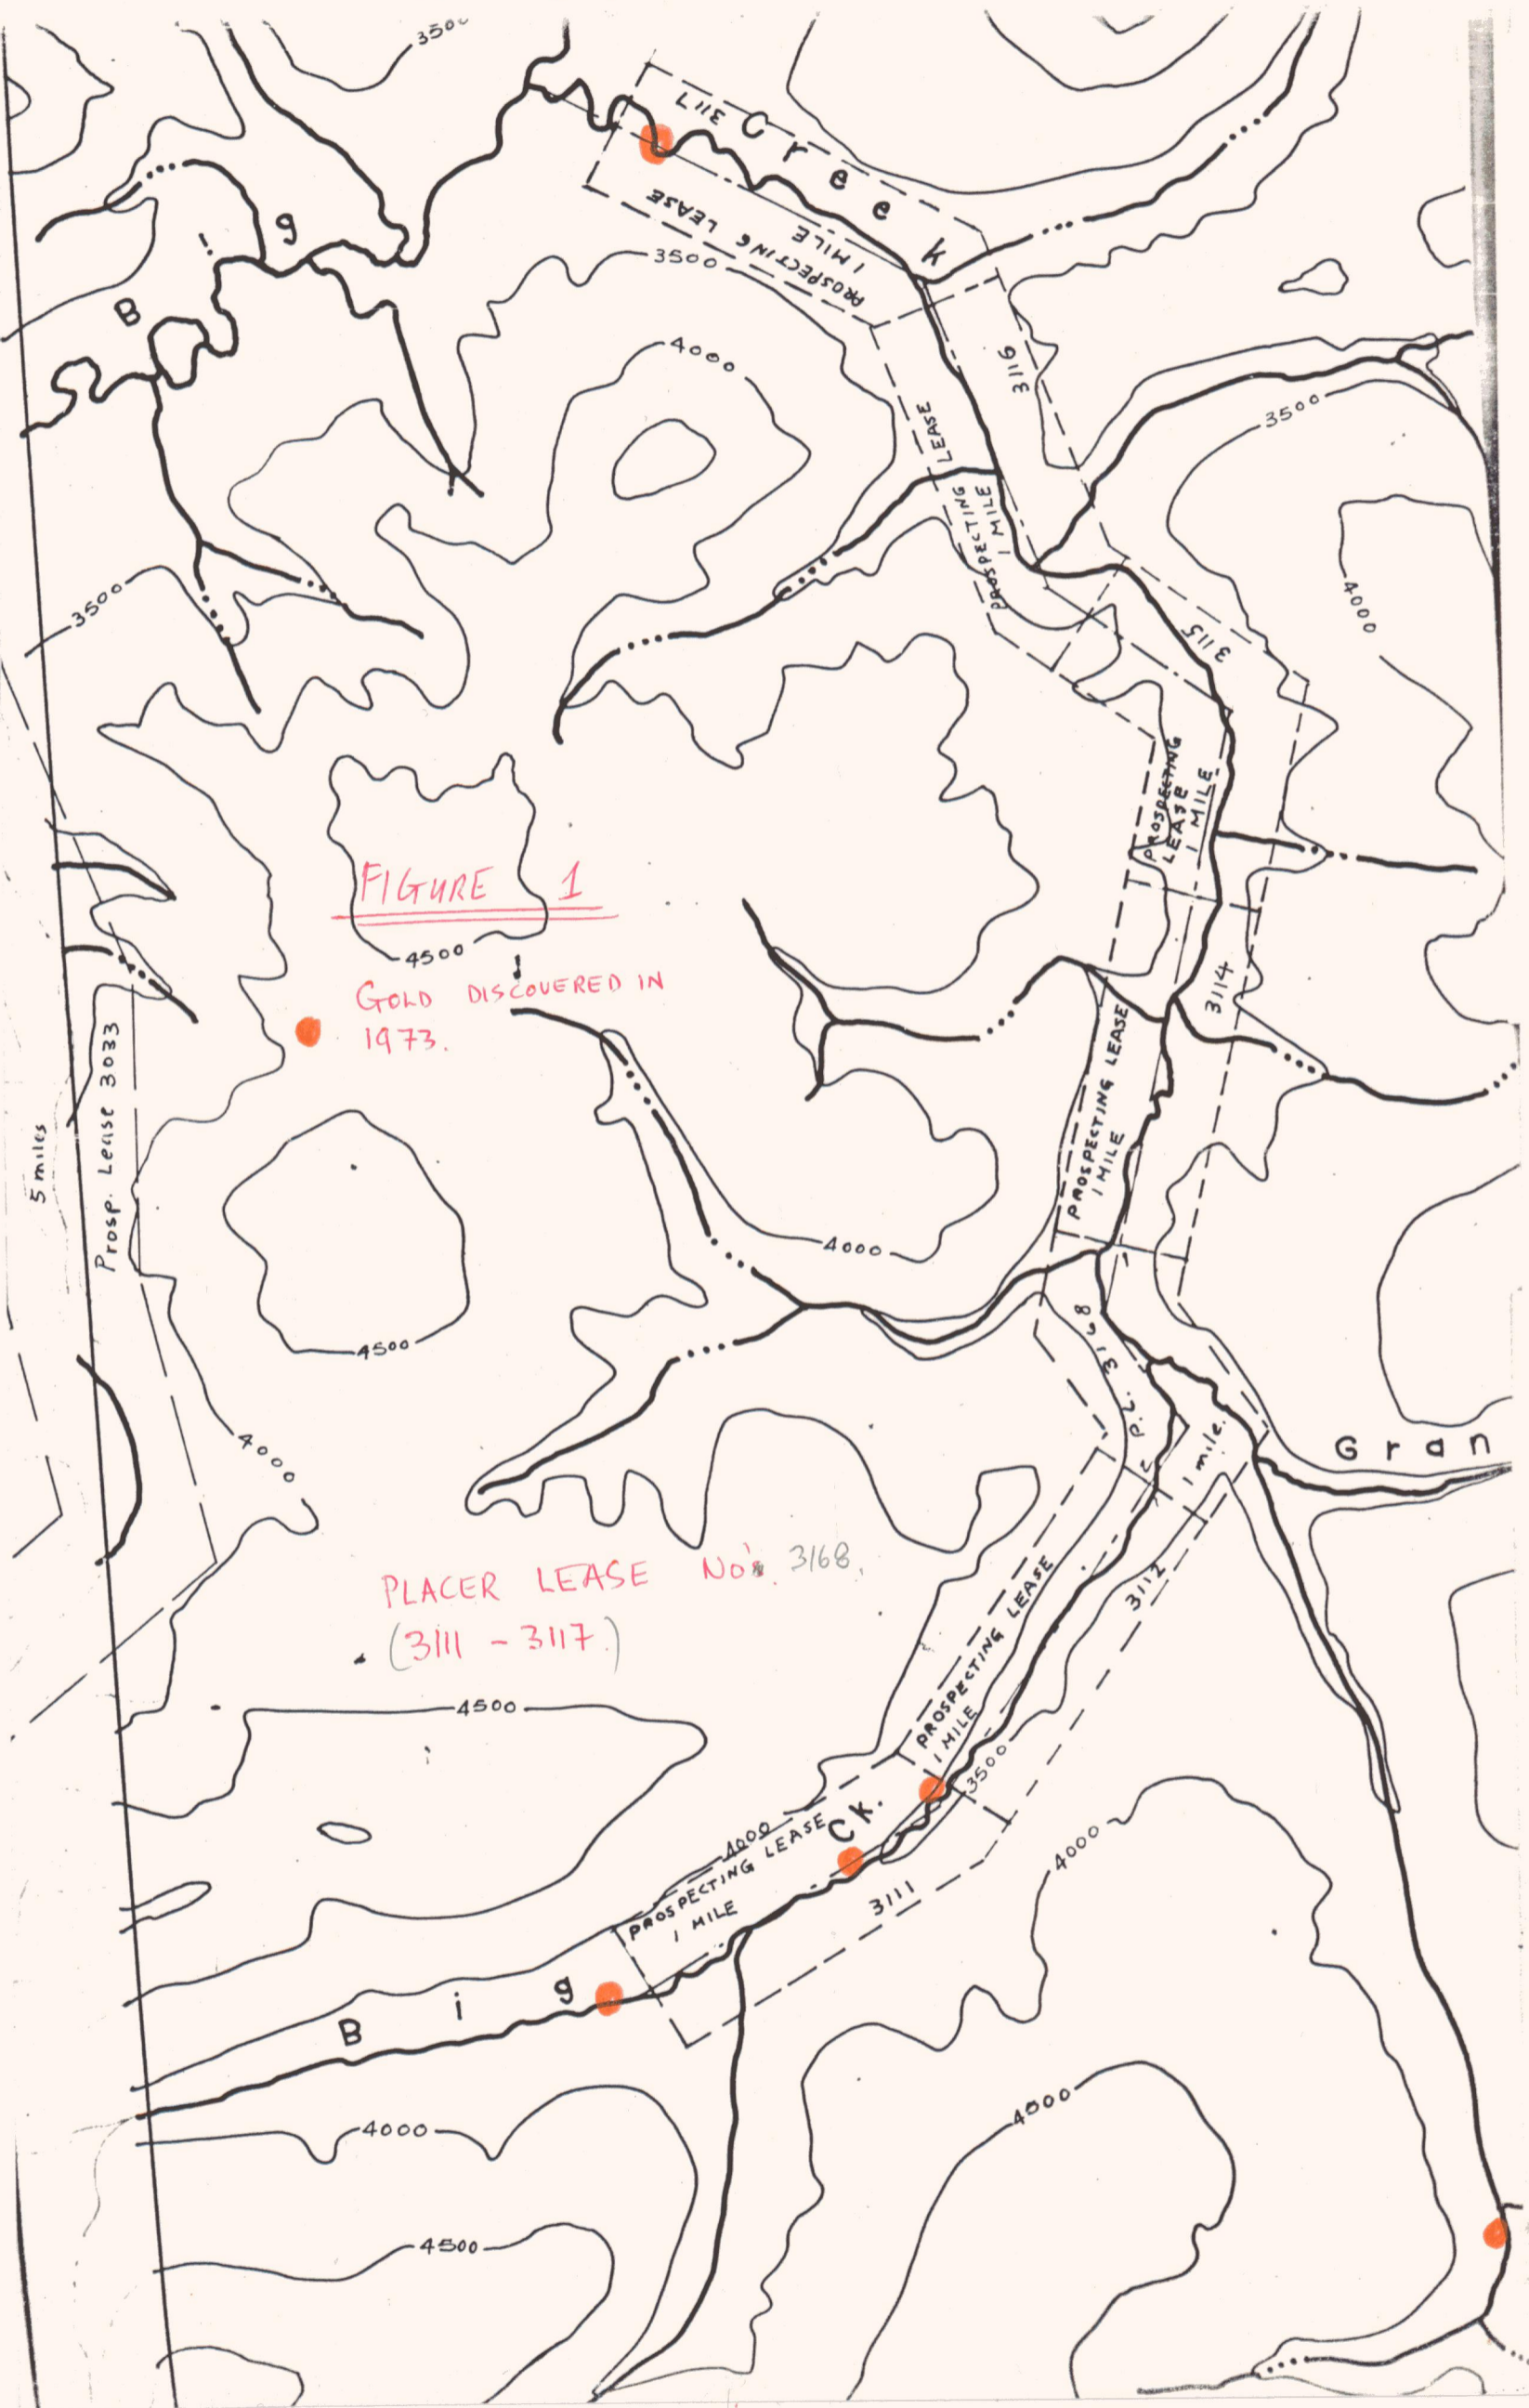 3500
3117
Creek
PROSPECTING LEASE
1 MILE
B i g
3500
4000
3116
PROSPECTING LEASE
1 MILE
3500
4000
3500
3115
PROSPECTING
LEASE
1 MILE
FIGURE 1
4500
GOLD DISCOVERED IN
1973.
3114
Prosp. Lease 3033
5 miles
PROSPECTING LEASE
1 MILE
4000
4500
P.L. 3168
1 mile.
4000
Gran
PLACER LEASE No's. 3168.
(3111 - 3117.)
3112
PROSPECTING LEASE
1 MILE
4500
3500
4000
Ck.
PROSPECTING LEASE
1 MILE
3111
4000
B i g
4000
4500
4500